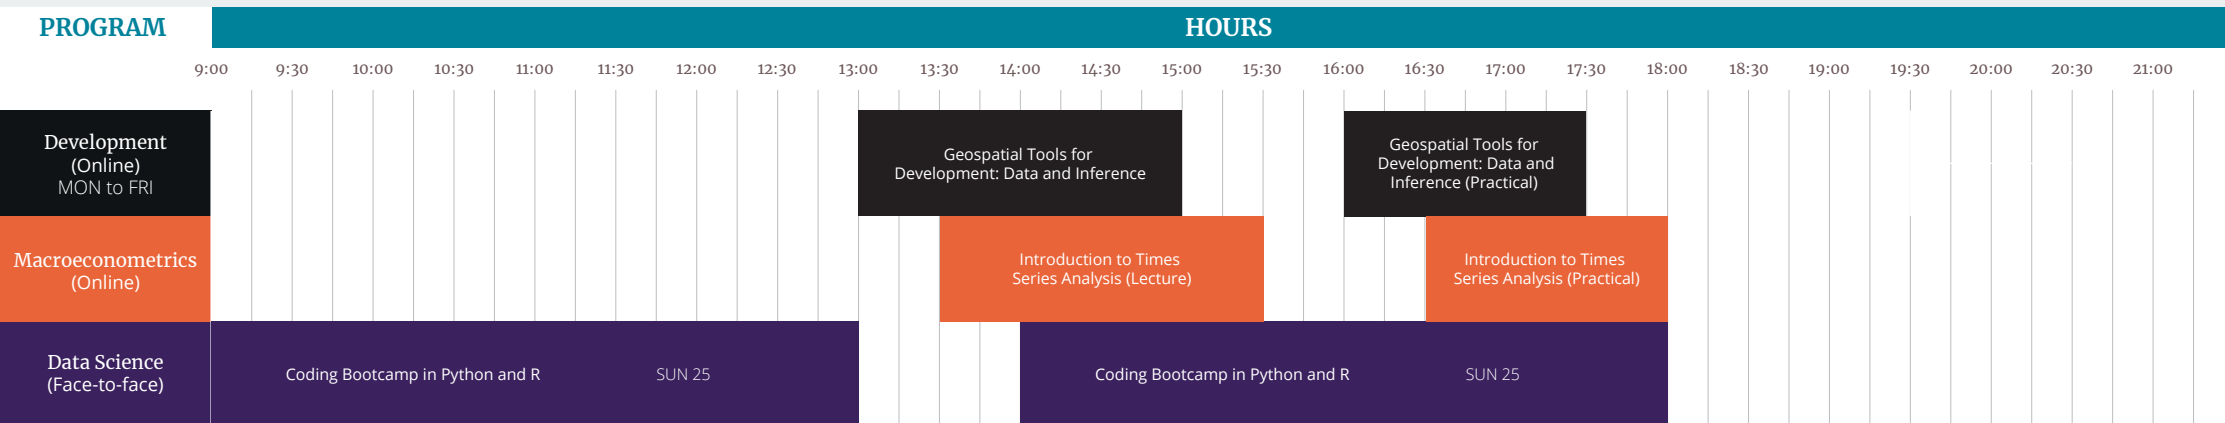 PROGRAM
HOURS
9:00 9:30 10:00 10:30 11:00 11:30 12:00 12:30 13:00 13:30 14:00 14:30 15:00 15:30 16:00 16:30 17:00 17:30 18:00 18:30 19:00 19:30 20:00 20:30 21:00
Development
(Online)
MON to FRI
Geospatial Tools for
Development: Data and Inference
Geospatial Tools for
Development: Data and
Inference (Practical)
Macroeconometrics
(Online)
Introduction to Times
Series Analysis (Lecture)
Introduction to Times
Series Analysis (Practical)
Data Science
(Face-to-face)
Coding Bootcamp in Python and R SUN 25
Coding Bootcamp in Python and R SUN 25